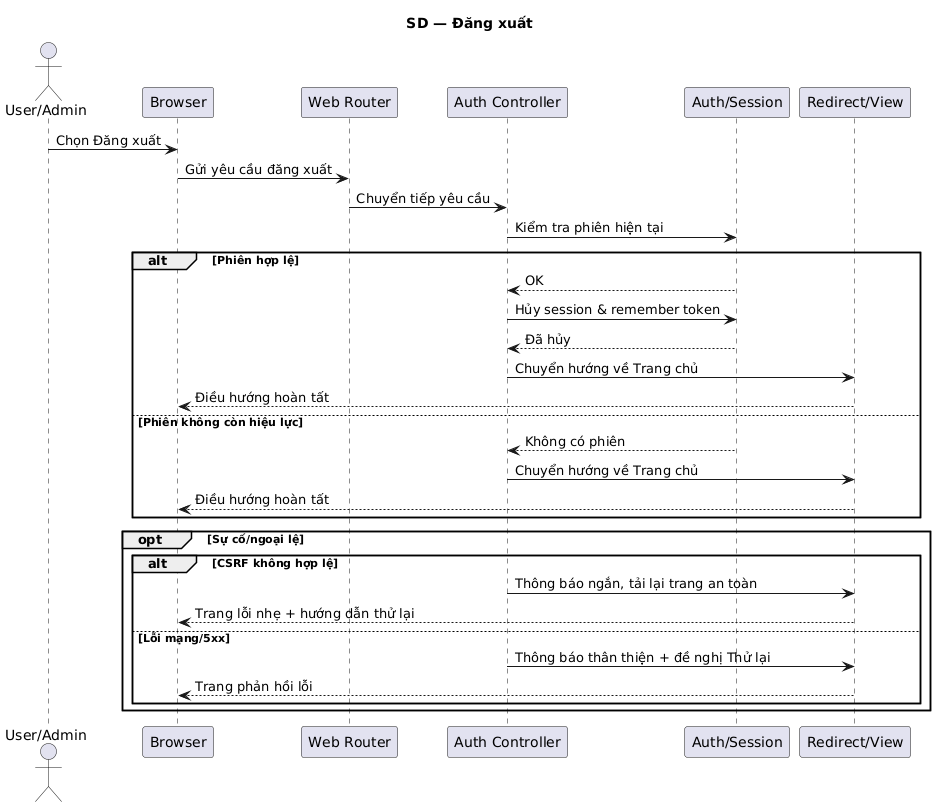 SD — Đăng xuất
User/Admin
Browser
Web Router
Auth Controller
Auth/Session
Redirect/View
Chọn Đăng xuất
Gửi yêu cầu đăng xuất
Chuyển tiếp yêu cầu
Kiểm tra phiên hiện tại
alt [Phiên hợp lệ]
OK
Hủy session & remember token
Đã hủy
Chuyển hướng về Trang chủ
Điều hướng hoàn tất
[Phiên không còn hiệu lực]
Không có phiên
Chuyển hướng về Trang chủ
Điều hướng hoàn tất
opt [Sự cố/ngoại lệ]
alt [CSRF không hợp lệ]
Thông báo ngắn, tải lại trang an toàn
Trang lỗi nhẹ + hướng dẫn thử lại
[Lỗi mạng/5xx]
Thông báo thân thiện + đề nghị Thử lại
Trang phản hồi lỗi
User/Admin
Browser
Web Router
Auth Controller
Auth/Session
Redirect/View